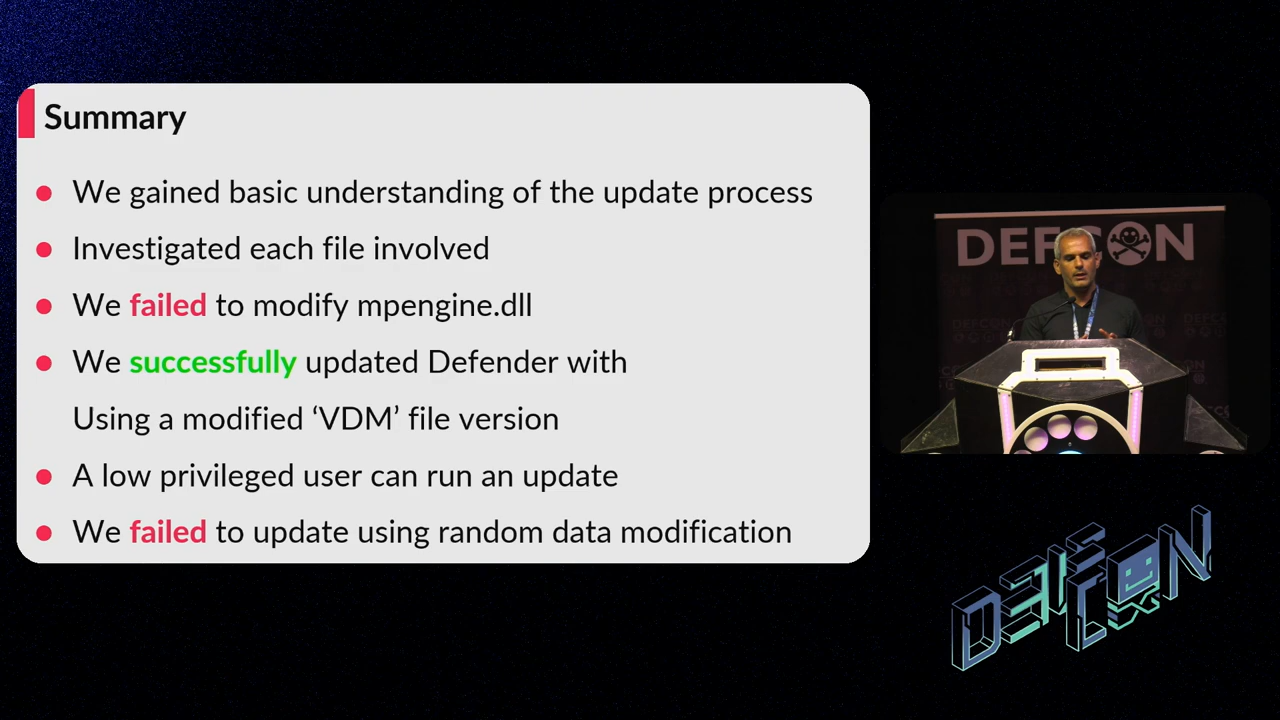 Summary
We gained basic understanding of the update process
Investigated each file involved
We failed to modify mpengine.dll
We successfully updated Defender with
Using a modified ‘VDM’ file version
A low privileged user can run an update
We failed to update using random data modification
DEFCON
DEFCON